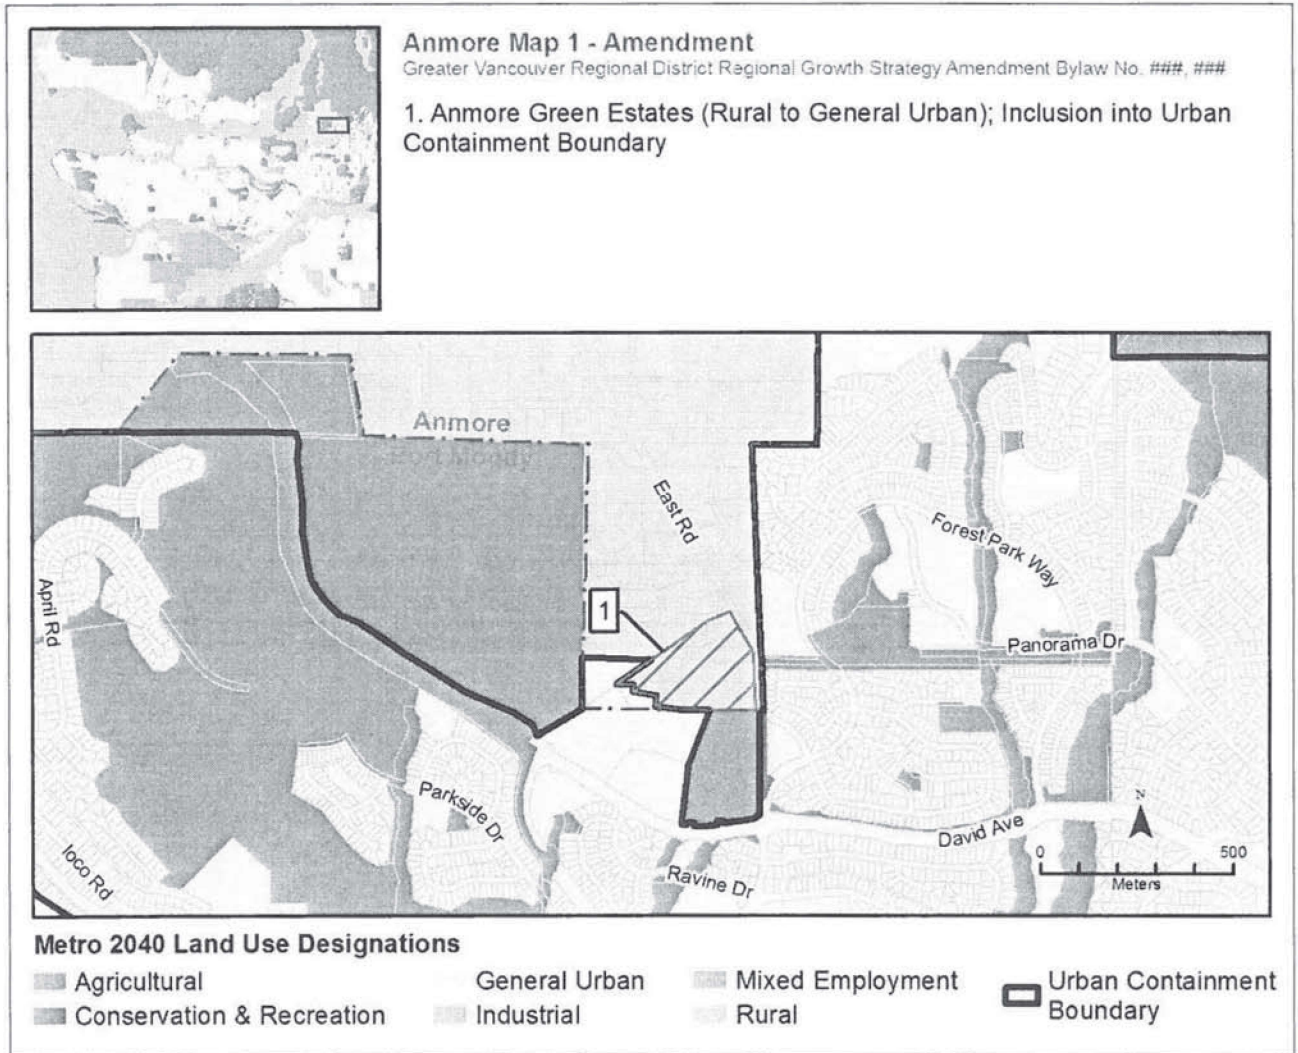 Anmore Map 1 - Amendment
Greater Vancouver Regional District Regional Growth Strategy Amendment Bylaw No. ###, ###
1. Anmore Green Estates (Rural to General Urban); Inclusion into Urban
Containment Boundary
Anmore
Port Moody
East Rd
Forest Park Way
1
April Rd
Panorama Dr
Parkside Dr
David Ave
N
0 500
Meters
Ioco Rd
Ravine Dr
Metro 2040 Land Use Designations
Agricultural
Conservation & Recreation
General Urban
Industrial
Mixed Employment
Rural
Urban Containment
Boundary